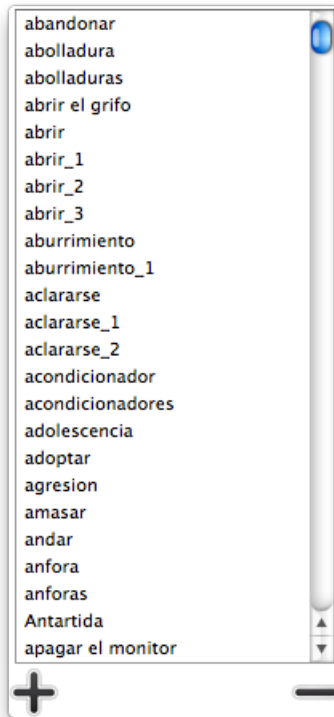 abandonar
abolladura
abolladuras
abrir el grifo
abrir
abrir_1
abrir_2
abrir_3
aburrimiento
aburrimiento_1
aclararse
aclararse_1
aclararse_2
acondicionador
acondicionadores
adolescencia
adoptar
agresion
amasar
andar
anfora
anforas
Antartida
apagar el monitor